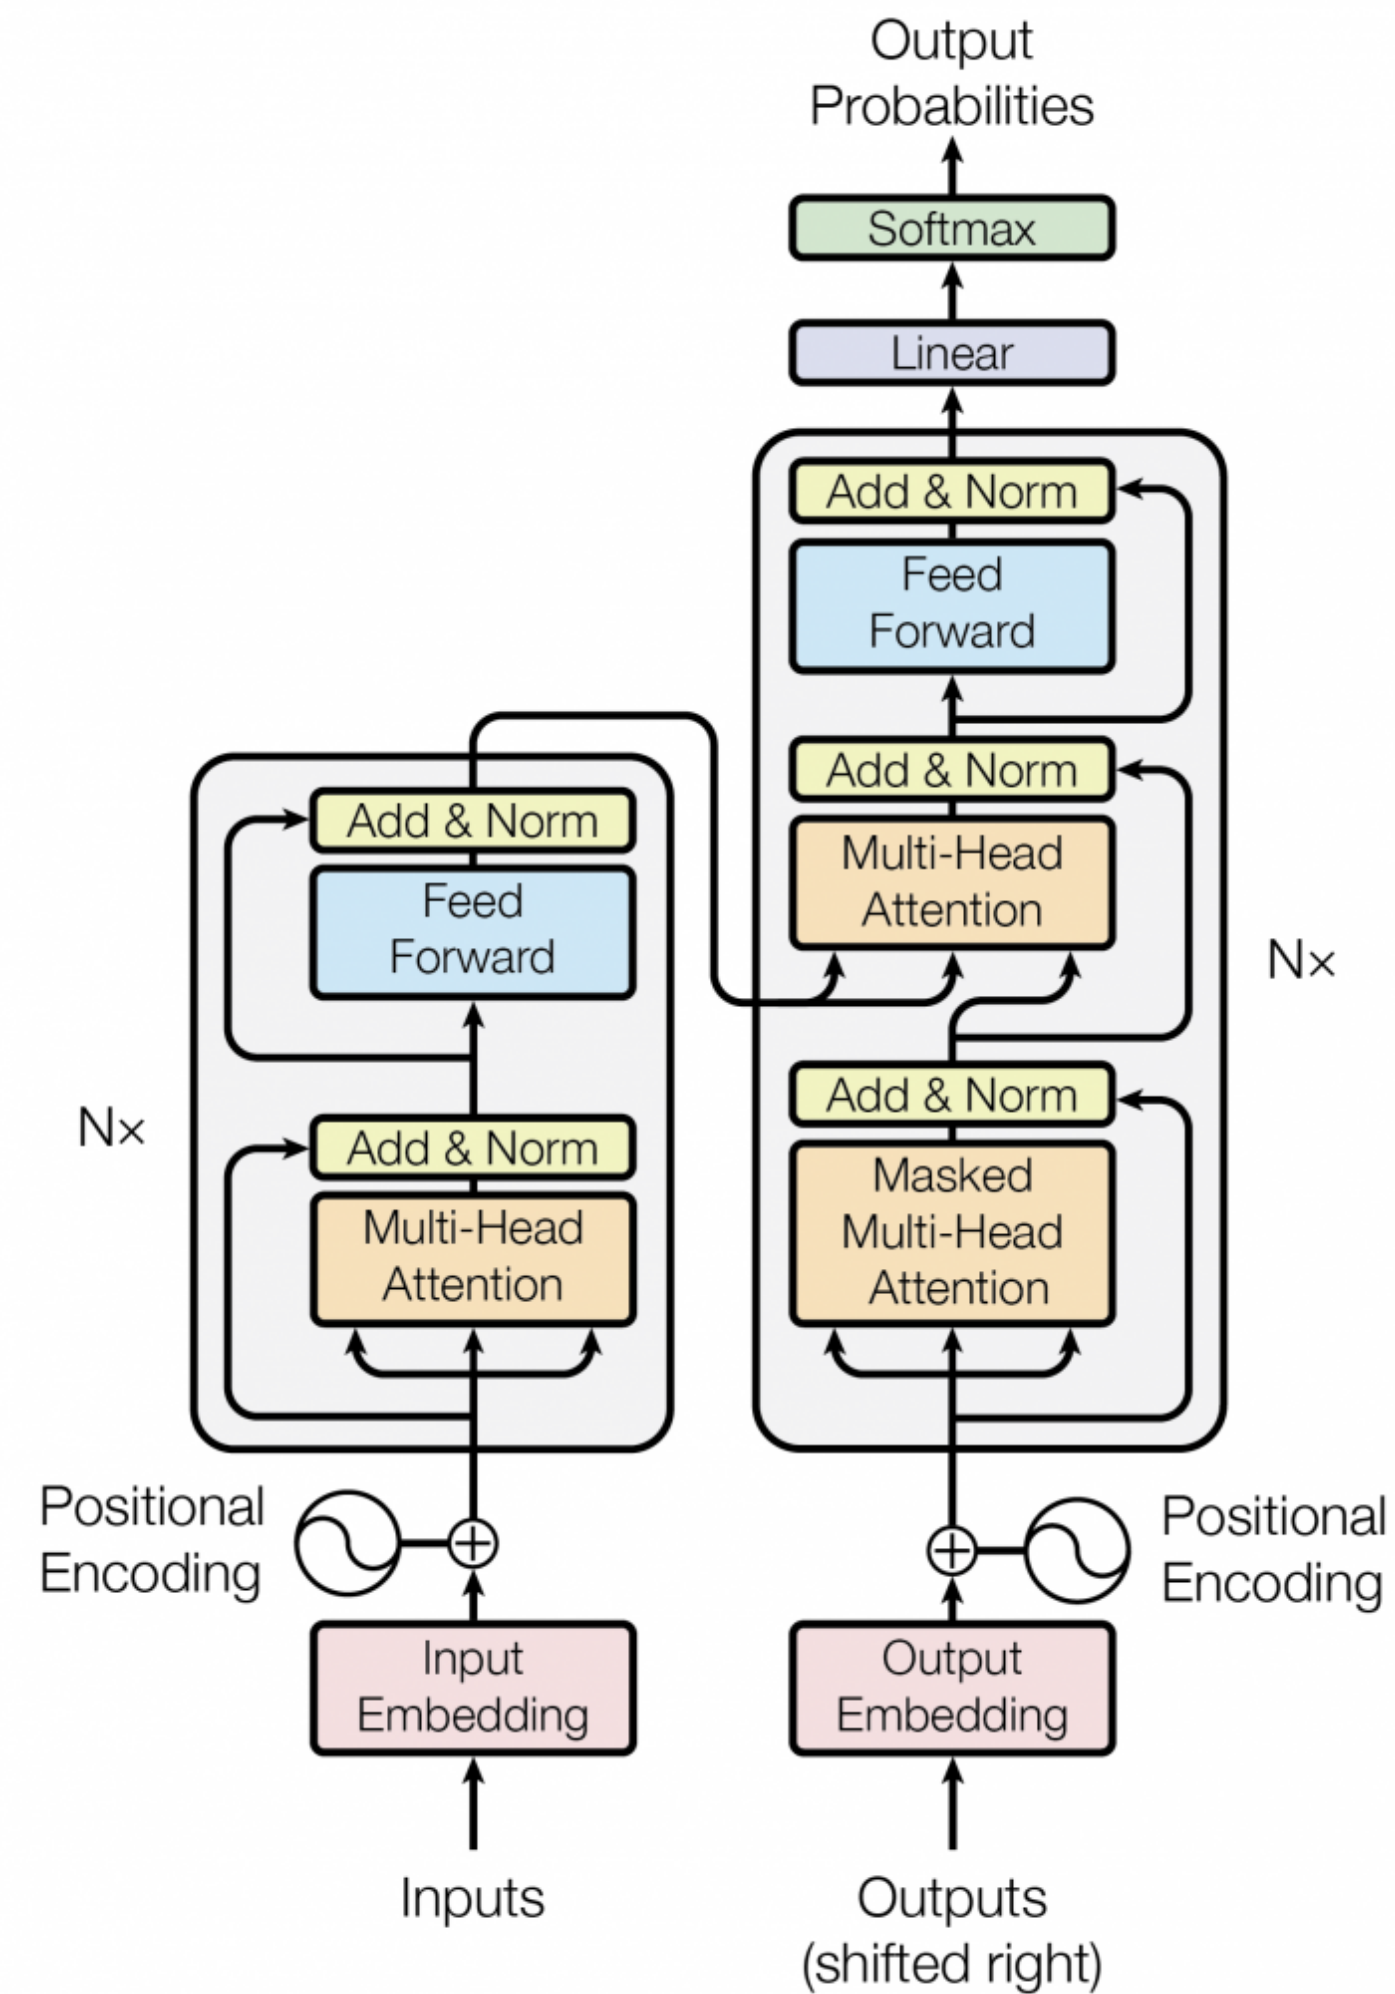 Output
Probabilities
Softmax
Linear
Add & Norm
Feed
Forward
Add & Norm
Multi-Head
Attention
Nx
Add & Norm
Masked
Multi-Head
Attention
Add & Norm
Feed
Forward
Nx
Add & Norm
Multi-Head
Attention
Positional
Encoding
Positional
Encoding
Input
Embedding
Output
Embedding
Inputs
Outputs
(shifted right)